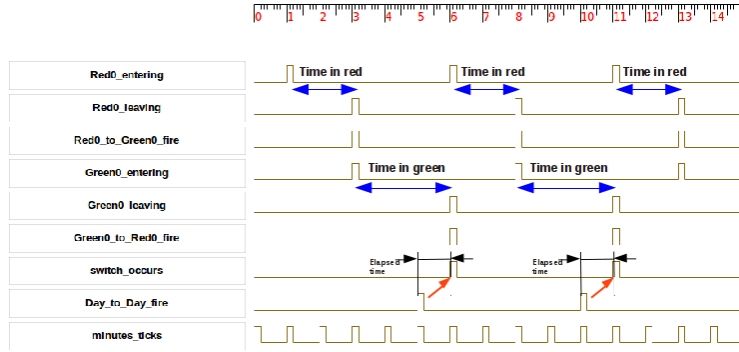 0 1 2 3 4 5 6 7 8 9 10 11 12 13 14
Red0_entering
Time in red Time in red Time in red
Red0_leaving
Red0_to_Green0_fire
Green0_entering
Time in green Time in green
Green0_leaving
Green0_to_Red0_fire
switch_occurs
Elapsed
time
Elapsed
time
Day_to_Day_fire
minutes_ticks